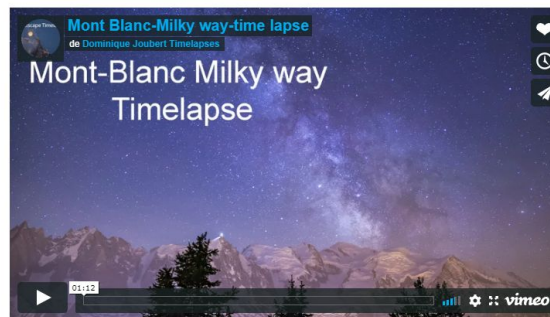 Mont Blanc-Milky way-time lapse
de Dominique Joubert Timelapses
Mont-Blanc Milky way
Timelapse
01:12
vimeo